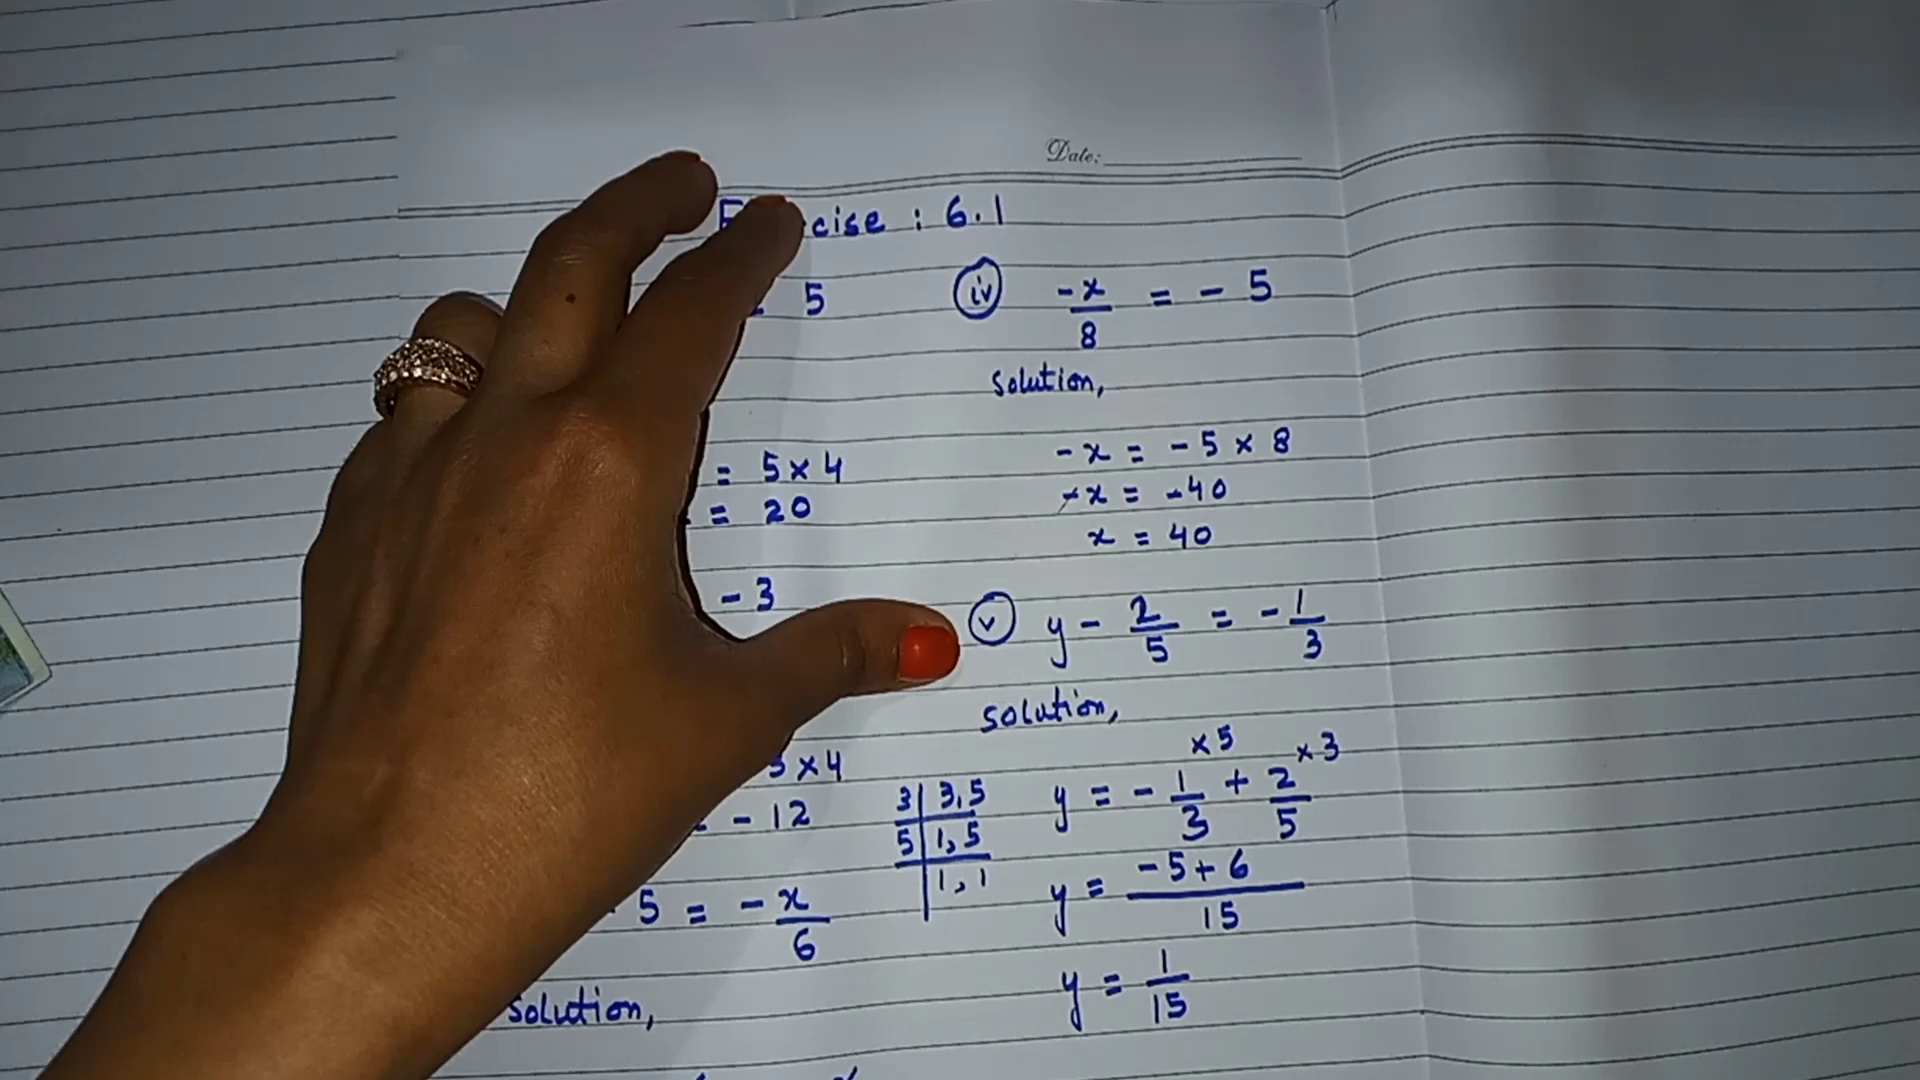 Date:
cise : 6.1
5
= 5 × 4
= 20
- 3
3 × 4
- 12
5 = - x/6
Solution,
iv -x/8 = - 5
Solution,
- x = - 5 × 8
- x = - 40
x = 40
v y - 2/5 = - 1/3
Solution,
× 5 × 3
y = - 1/3 + 2/5
3 | 3, 5
5 | 1, 5
| 1, 1
y = - 5 + 6 / 15
y = 1/15